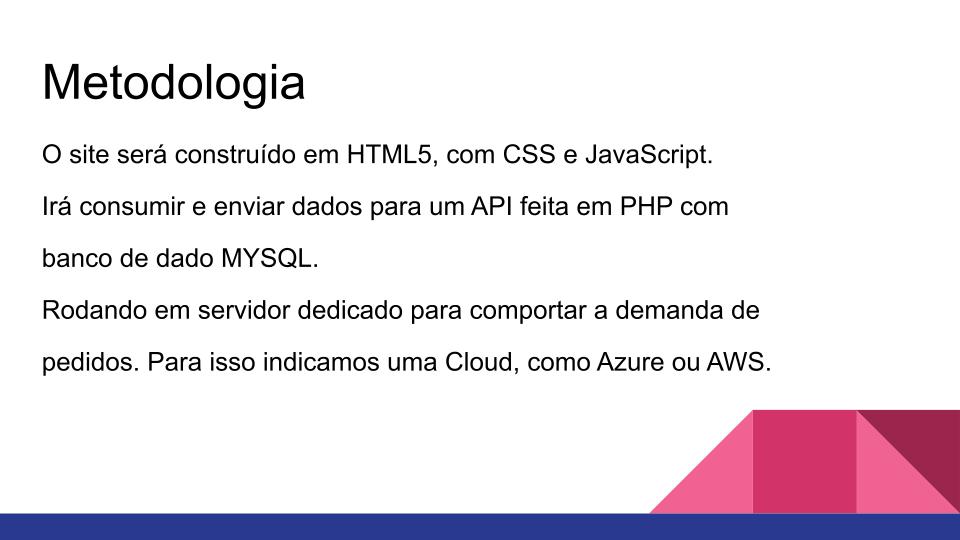 Metodologia
O site será construído em HTML5, com CSS e JavaScript.
Irá consumir e enviar dados para um API feita em PHP com
banco de dado MYSQL.
Rodando em servidor dedicado para comportar a demanda de
pedidos. Para isso indicamos uma Cloud, como Azure ou AWS.